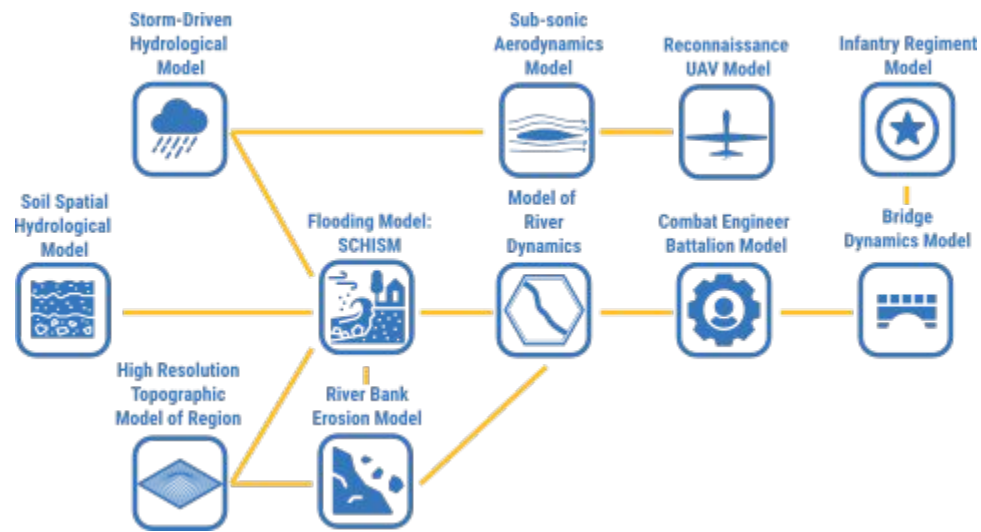 Storm-Driven
Hydrological
Model
Sub-sonic
Aerodynamics
Model
Reconnaissance
UAV Model
Infantry Regiment
Model
Soil Spatial
Hydrological
Model
Flooding Model:
SCHISM
Model of
River
Dynamics
Combat Engineer
Battalion Model
Bridge
Dynamics Model
High Resolution
Topographic
Model of Region
River Bank
Erosion Model